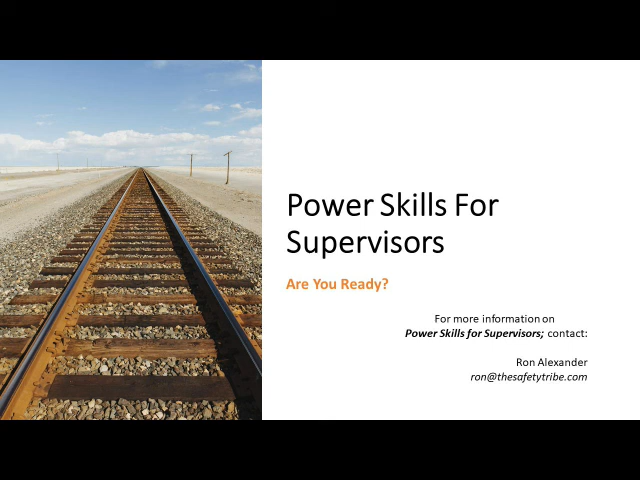 Power Skills For
Supervisors
Are You Ready?
For more information on
Power Skills for Supervisors; contact:
Ron Alexander
ron@thesafetytribe.com